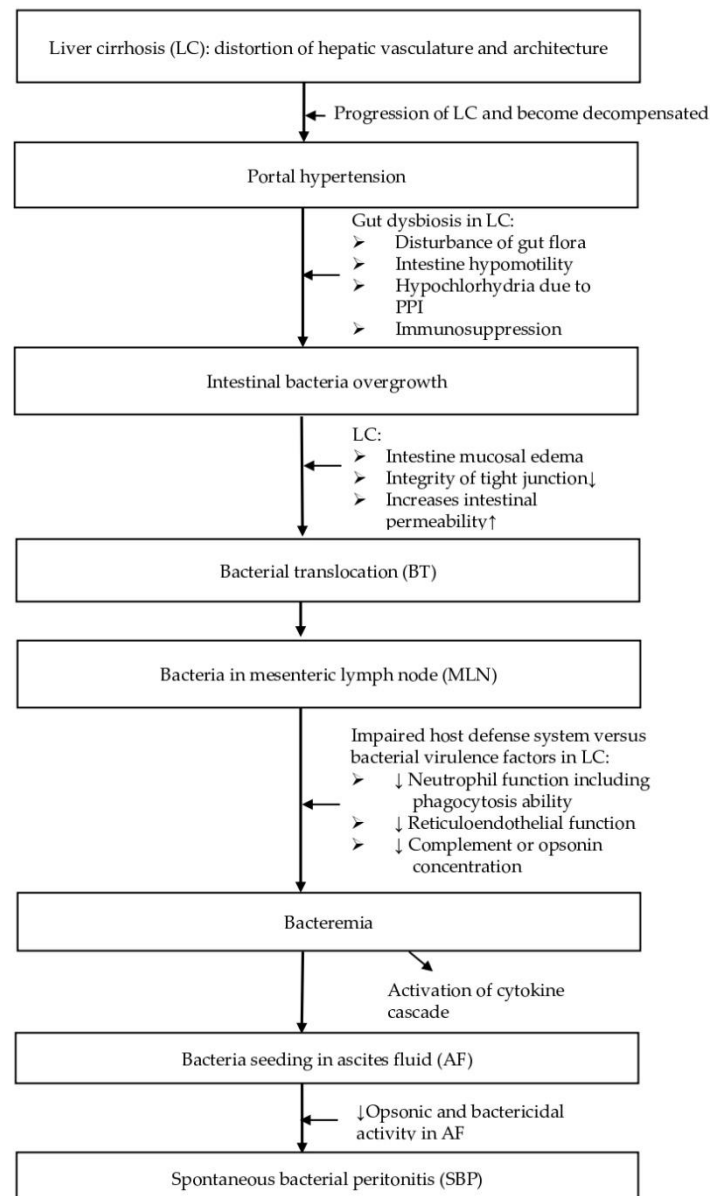 Liver cirrhosis (LC): distortion of hepatic vasculature and architecture
Progression of LC and become decompensated
Portal hypertension
Gut dysbiosis in LC:
➢ Disturbance of gut flora
➢ Intestine hypomotility
➢ Hypochlorhydria due to
PPI
➢ Immunosuppression
Intestinal bacteria overgrowth
LC:
➢ Intestine mucosal edema
➢ Integrity of tight junction↓
➢ Increases intestinal
permeability↑
Bacterial translocation (BT)
Bacteria in mesenteric lymph node (MLN)
Impaired host defense system versus
bacterial virulence factors in LC:
➢ ↓ Neutrophil function including
phagocytosis ability
➢ ↓ Reticuloendothelial function
➢ ↓ Complement or opsonin
concentration
Bacteremia
Activation of cytokine
cascade
Bacteria seeding in ascites fluid (AF)
↓Opsonic and bactericidal
activity in AF
Spontaneous bacterial peritonitis (SBP)